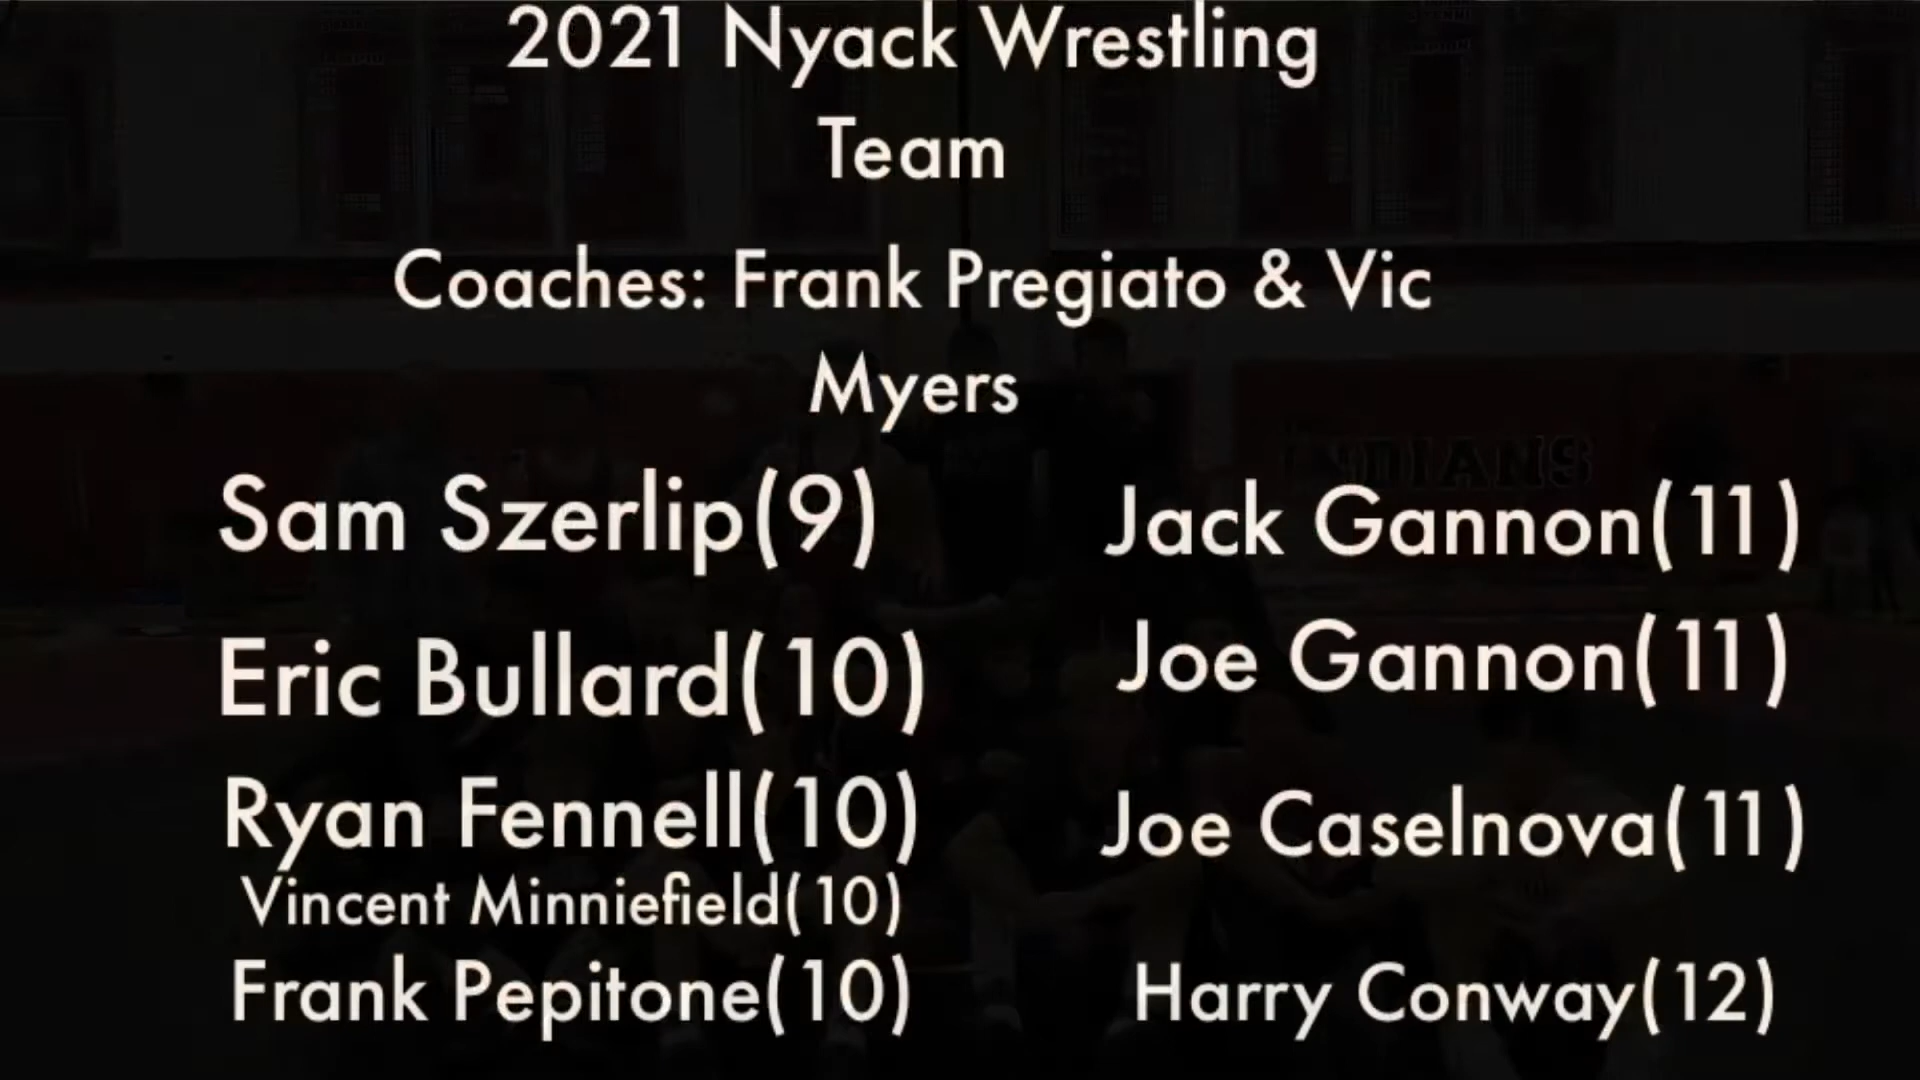 2021 Nyack Wrestling
Team
Coaches: Frank Pregiato & Vic
Myers
Sam Szerlip(9)
Eric Bullard(10)
Ryan Fennell(10)
Vincent Minniefield(10)
Frank Pepitone(10)
Jack Gannon(11)
Joe Gannon(11)
Joe Caselnova(11)
Harry Conway(12)
INDIANS